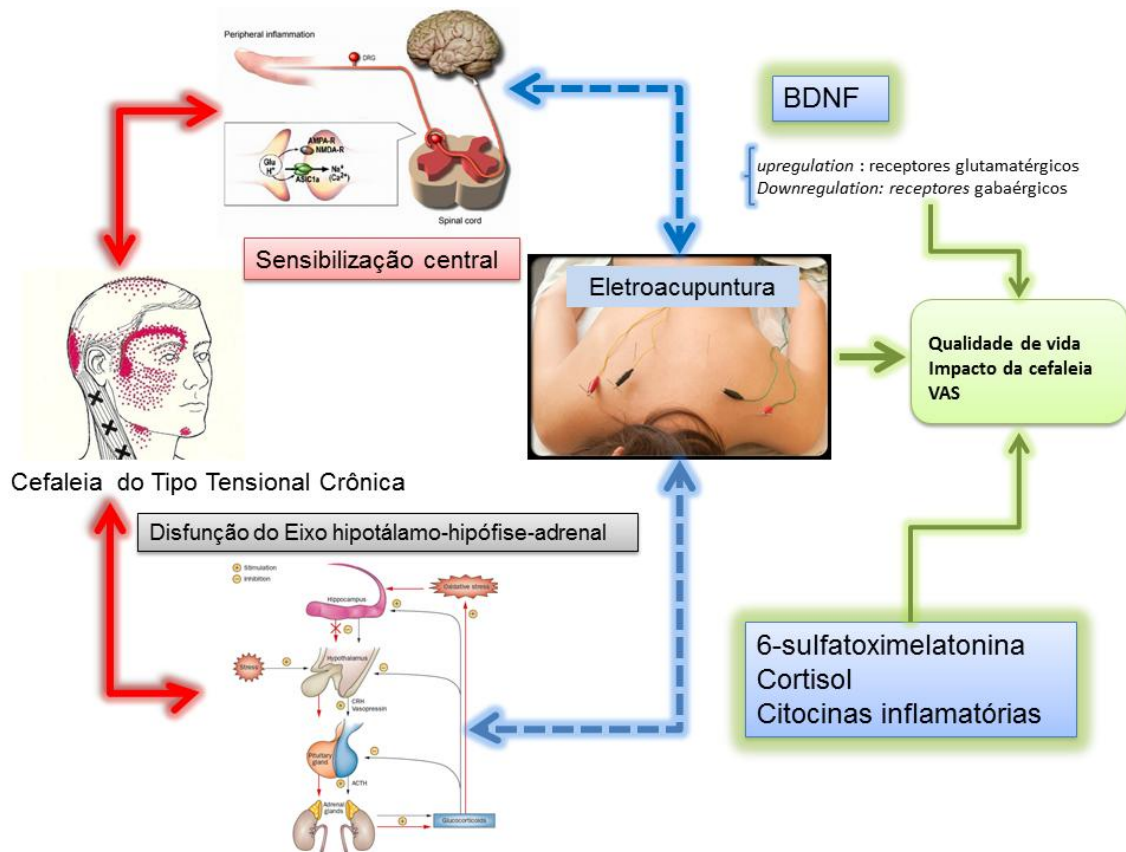 Peripheral inflammation
DRG
AMPA-R
NMDA-R
Glu
H+
Na+
(Ca2+)
ASIC1a
Spinal cord
Sensibilização central
BDNF
upregulation : receptores glutamatérgicos
Downregulation: receptores gabaérgicos
Eletroacupuntura
Qualidade de vida
Impacto da cefaleia
VAS
Cefaleia do Tipo Tensional Crônica
Disfunção do Eixo hipotálamo-hipófise-adrenal
+ Stimulation
− Inhibition
Oxidative stress
Hippocampus
Hypothalamus
Stress
CRH
Vasopressin
Pituitary
gland
ACTH
Adrenal
glands
Glucocorticoids
6-sulfatoximelatonina
Cortisol
Citocinas inflamatórias